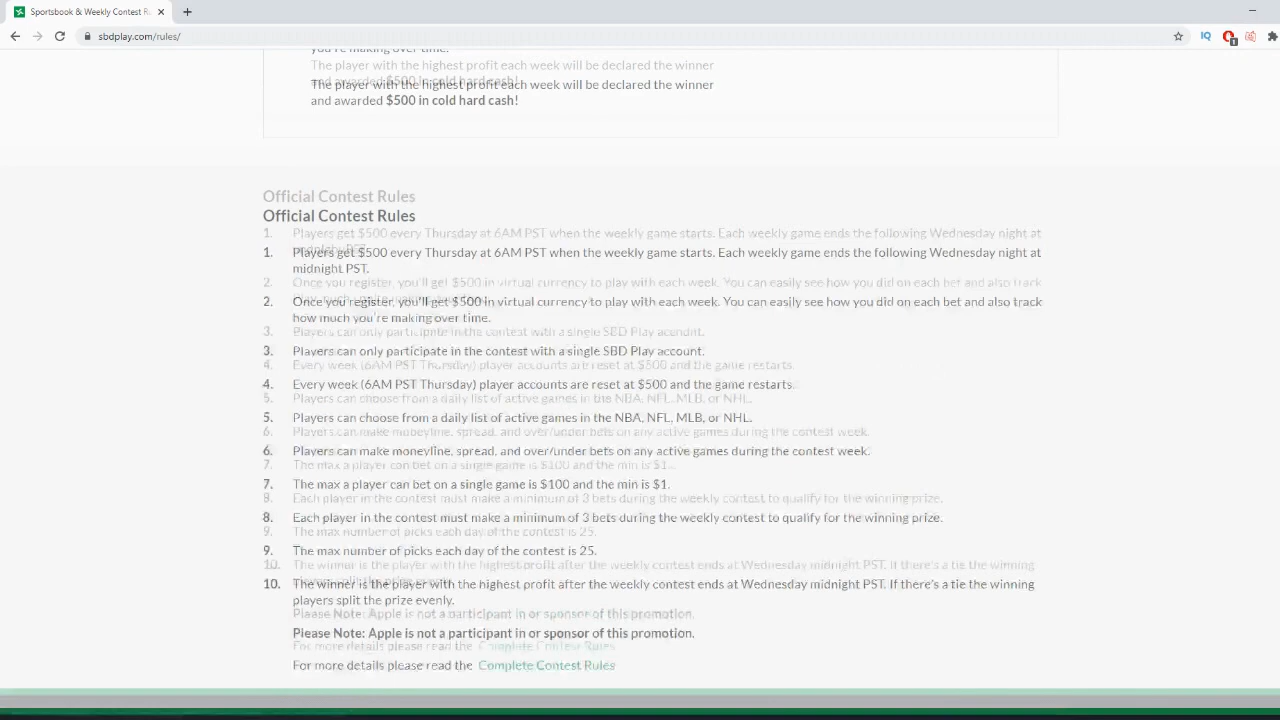 Sportsbook & Weekly Contest R
sbdplay.com/rules/
you're making over time.
The player with the highest profit each week will be declared the winner
and awarded $500 in cold hard cash!
Official Contest Rules
1. Players get $500 every Thursday at 6AM PST when the weekly game starts. Each weekly game ends the following Wednesday night at
midnight PST.
2. Once you register, you'll get $500 in virtual currency to play with each week. You can easily see how you did on each bet and also track
how much you're making over time.
3. Players can only participate in the contest with a single SBD Play account.
4. Every week (6AM PST Thursday) player accounts are reset at $500 and the game restarts.
5. Players can choose from a daily list of active games in the NBA, NFL, MLB, or NHL.
6. Players can make moneyline, spread, and over/under bets on any active games during the contest week.
7. The max a player can bet on a single game is $100 and the min is $1.
8. Each player in the contest must make a minimum of 3 bets during the weekly contest to qualify for the winning prize.
9. The max number of picks each day of the contest is 25.
10. The winner is the player with the highest profit after the weekly contest ends at Wednesday midnight PST. If there's a tie the winning
players split the prize evenly.
Please Note: Apple is not a participant in or sponsor of this promotion.
For more details please read the Complete Contest Rules